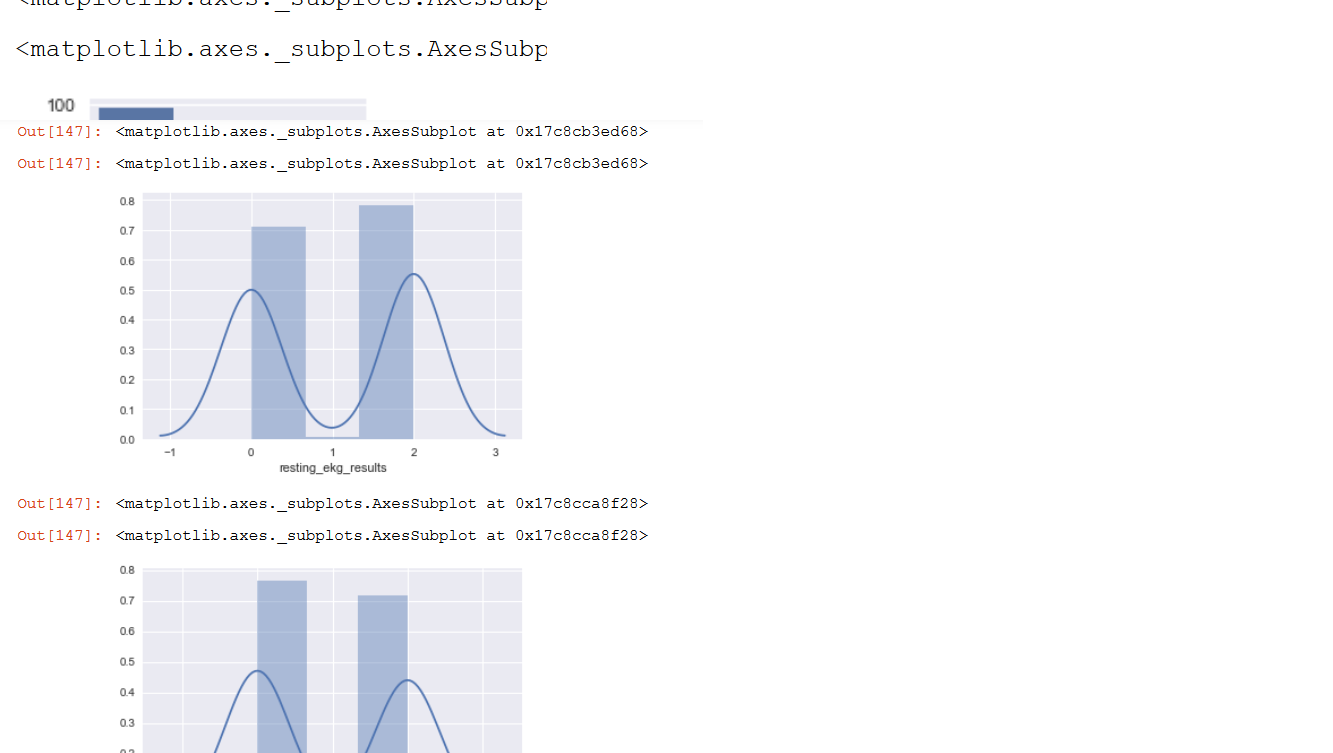 <matplotlib.axes._subplots.AxesSubp
<matplotlib.axes._subplots.AxesSubp
100
Out[147]: <matplotlib.axes._subplots.AxesSubplot at 0x17c8cb3ed68>
Out[147]: <matplotlib.axes._subplots.AxesSubplot at 0x17c8cb3ed68>
0.8
0.7
0.6
0.5
0.4
0.3
0.2
0.1
0.0
−1 0 1 2 3
resting_ekg_results
Out[147]: <matplotlib.axes._subplots.AxesSubplot at 0x17c8cca8f28>
Out[147]: <matplotlib.axes._subplots.AxesSubplot at 0x17c8cca8f28>
0.8
0.7
0.6
0.5
0.4
0.3
0.2